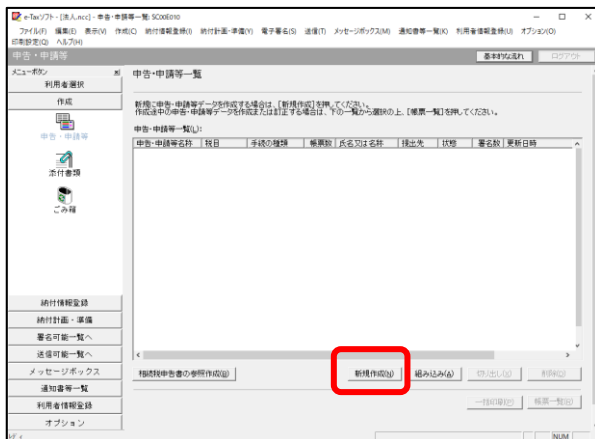 e-Taxソフト - [法人.ncc] - 申告・申請等一覧: SC00E010
ファイル(F) 編集(E) 表示(V) 作成(C) 納付情報登録(I) 納付計画・準備(Y) 電子署名(S) 送信(T) メッセージボックス(M) 通知書等一覧(K) 利用者情報登録(U) オプション(O)
印刷設定(Q) ヘルプ(H)
申告・申請等
基本的な流れ ログアウト
メニューボタン
利用者選択
作成
申告・申請等
添付書類
ごみ箱
納付情報登録
納付計画・準備
署名可能一覧へ
送信可能一覧へ
メッセージボックス
通知書等一覧
利用者情報登録
オプション
申告・申請等一覧
新規に申告・申請等データを作成する場合は、[新規作成]を押してください。
作成途中の申告・申請等データを作成または訂正する場合は、下の一覧から選択の上、[帳票一覧]を押してください。
申告・申請等一覧(L):
申告・申請等名称 税目 手続の種類 帳票数 氏名又は名称 提出先 状態 署名数 更新日時
相続税申告書の参照作成(W) 新規作成(N) 組み込み(A) 切り出し(X) 削除(D)
一括印刷(P) 帳票一覧(B)
NUM